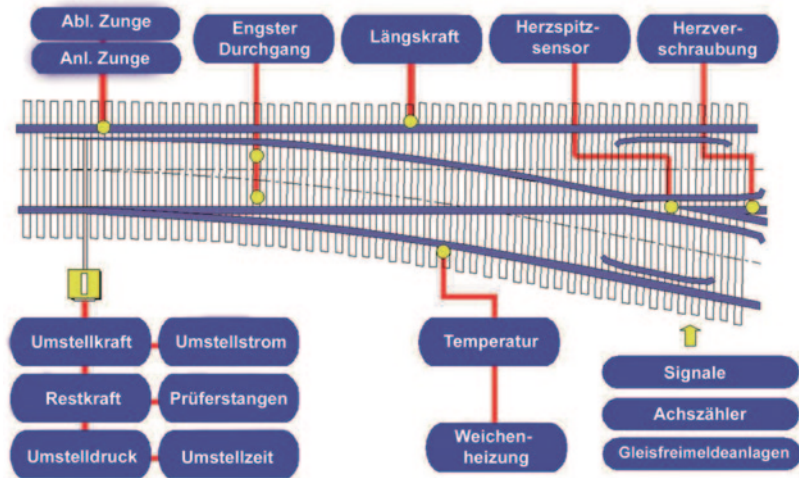 Abl. Zunge
Anl. Zunge
Engster
Durchgang
Längskraft
Herzspitz-
sensor
Herzver-
schraubung
Umstellkraft
Umstellstrom
Restkraft
Prüferstangen
Umstelldruck
Umstellzeit
Temperatur
Weichen-
heizung
Signale
Achszähler
Gleisfreimeldeanlagen